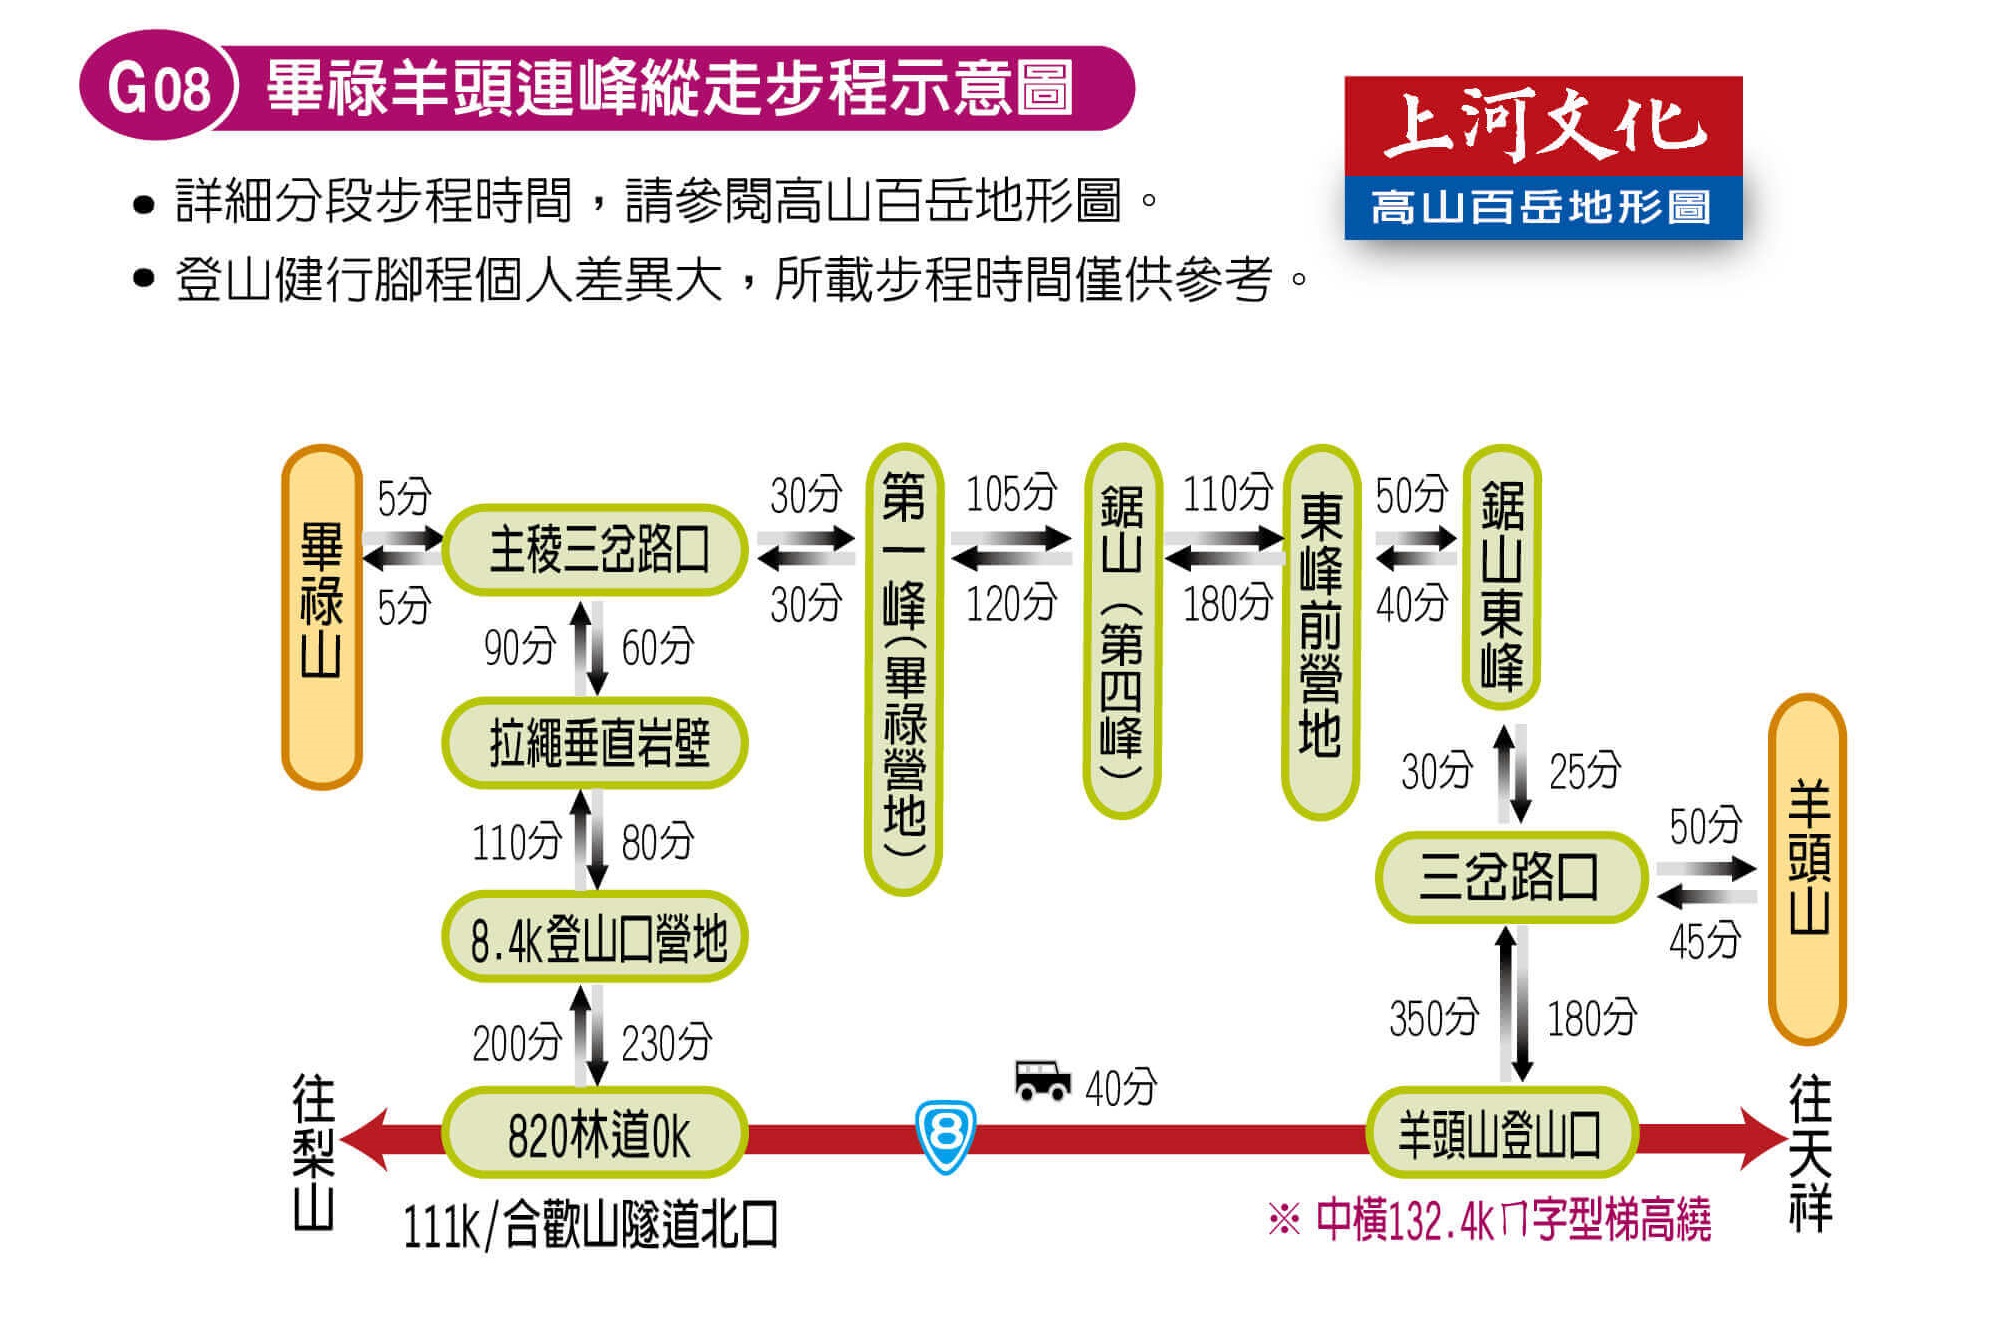 G08 畢祿羊頭連峰縱走步程示意圖
上河文化
高山百岳地形圖
• 詳細分段步程時間，請參閱高山百岳地形圖。
• 登山健行腳程個人差異大，所載步程時間僅供參考。
畢祿山
5分
5分
主稜三岔路口
30分
30分
第一峰(畢祿營地)
105分
120分
鋸山(第四峰)
110分
180分
東峰前營地
50分
40分
鋸山東峰
90分
60分
拉繩垂直岩壁
110分
80分
8.4K登山口營地
200分
230分
30分
25分
三岔路口
50分
45分
羊頭山
350分
180分
往梨山
820林道0K
8
40分
羊頭山登山口
往天祥
111K/合歡山隧道北口
※ 中橫132.4Kㄇ字型梯高繞